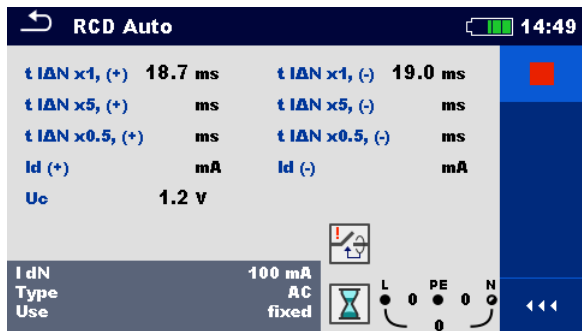 RCD Auto 14:49
t IΔN x1, (+) 18.7 ms t IΔN x1, (-) 19.0 ms
t IΔN x5, (+) ms t IΔN x5, (-) ms
t IΔN x0.5, (+) ms t IΔN x0.5, (-) ms
Id (+) mA Id (-) mA
Uc 1.2 V
I dN 100 mA
Type AC
Use fixed
L PE N
0 0
0